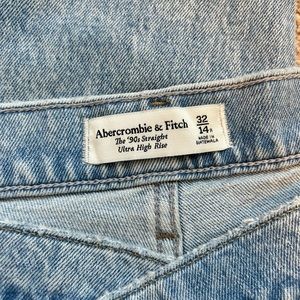 Abercrombie & Fitch
The '90s Straight
Ultra High Rise
32
14R
MADE IN
GUATEMALA